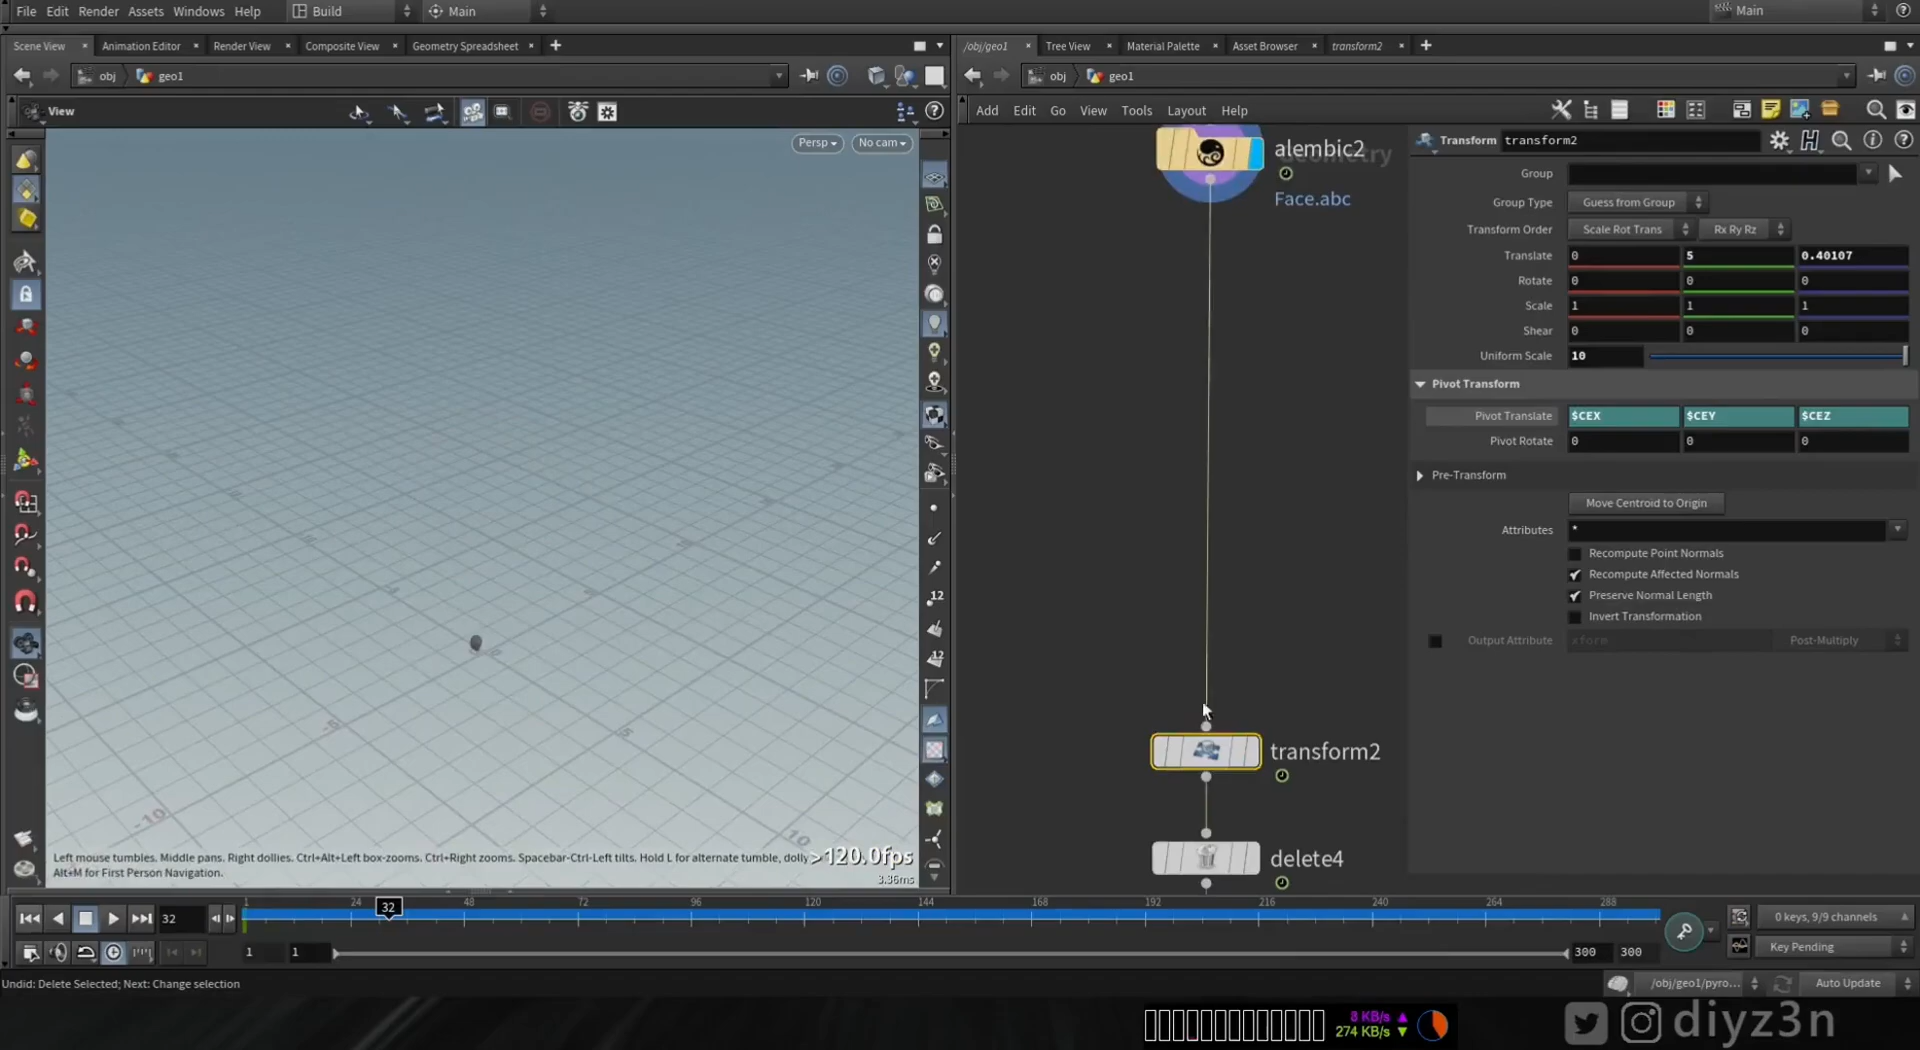 File Edit Render Assets Windows Help Build Main Main
Scene View Animation Editor Render View Composite View Geometry Spreadsheet
/obj/geo1 Tree View Material Palette Asset Browser transform2
obj geo1
obj geo1
View
Add Edit Go View Tools Layout Help
Persp No cam
alembic2
Geometry
Face.abc
transform2
delete4
Transform transform2
Group
Group Type Guess from Group
Transform Order Scale Rot Trans Rx Ry Rz
Translate 0 5 0.40107
Rotate 0 0 0
Scale 1 1 1
Shear 0 0 0
Uniform Scale 10
Pivot Transform
Pivot Translate $CEX $CEY $CEZ
Pivot Rotate 0 0 0
Pre-Transform
Move Centroid to Origin
Attributes *
Recompute Point Normals
Recompute Affected Normals
Preserve Normal Length
Invert Transformation
Output Attribute xform Post-Multiply
12
12
-5
5
-10
10
Left mouse tumbles. Middle pans. Right dollies. Ctrl+Alt+Left box-zooms. Ctrl+Right zooms. Spacebar-Ctrl-Left tilts. Hold L for alternate tumble, dolly
Alt+M for First Person Navigation.
>120.0fps
3.36ms
32
1 24 32 48 72 96 120 144 168 192 216 240 264 288
0 keys, 9/9 channels
1 1 300 300
Key Pending
Undid: Delete Selected; Next: Change selection
/obj/geo1/pyro... Auto Update
8 KB/s
274 KB/s
diyz3n